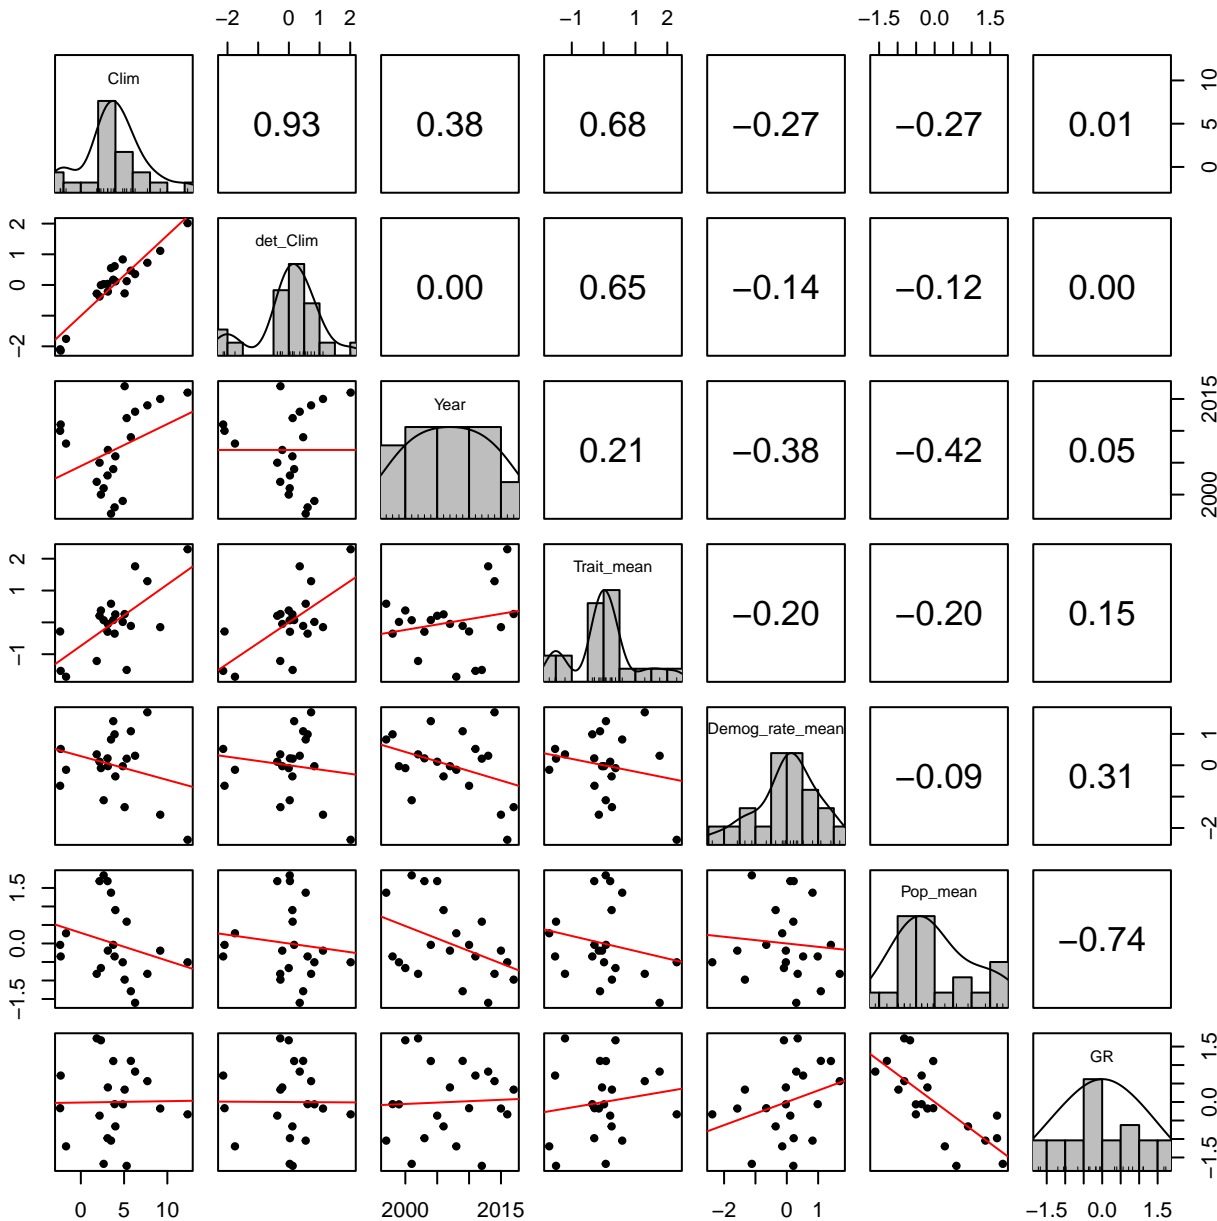 −2 0 1 2 −1 1 2 −1.5 0.0 1.5
Clim 0.93 0.38 0.68 −0.27 −0.27 0.01 0 5 10
−2 0 1 2 det_Clim 0.00 0.65 −0.14 −0.12 0.00
Year 0.21 −0.38 −0.42 0.05 2000 2015
−1 1 2 Trait_mean −0.20 −0.20 0.15
Demog_rate_mean −0.09 0.31 −2 0 1
−1.5 0.0 1.5 Pop_mean −0.74
GR −1.5 0.0 1.5
0 5 10 2000 2015 −2 0 1 −1.5 0.0 1.5